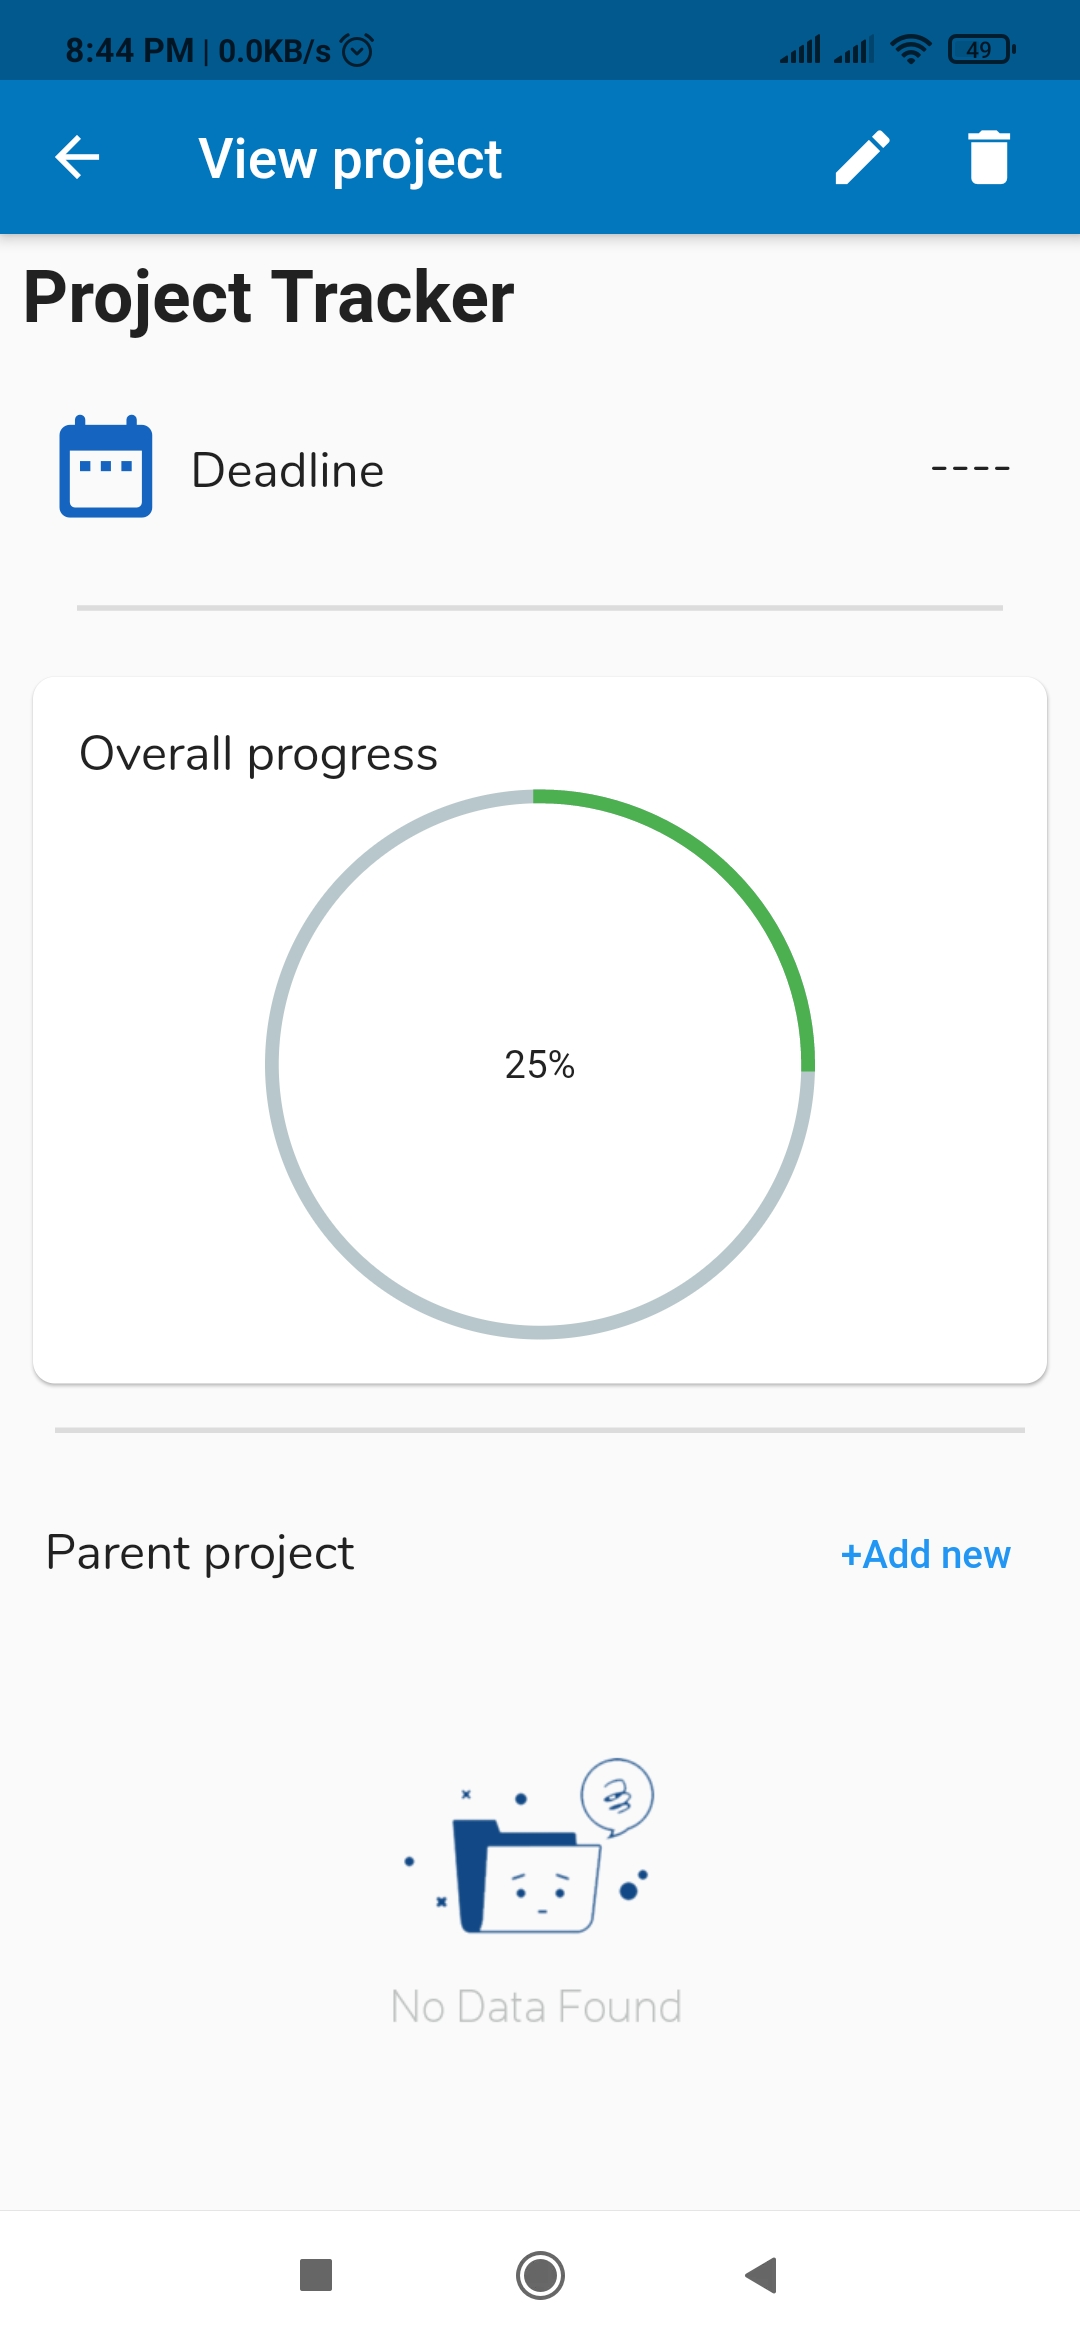 8:44 PM | 0.0KB/s
49
View project
Project Tracker
Deadline
----
Overall progress
25%
Parent project
+Add new
No Data Found